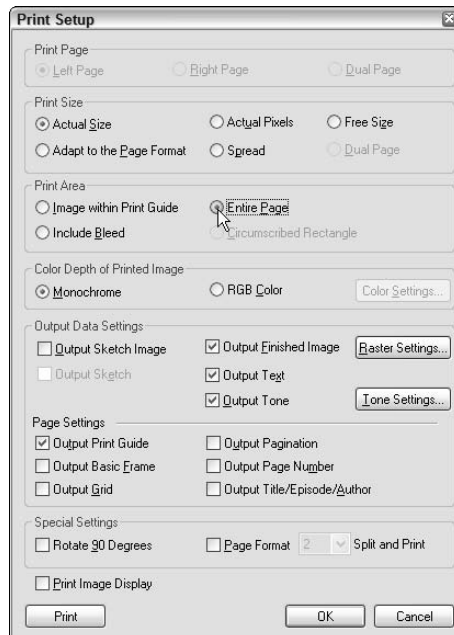 Print Setup
Print Page
Left Page Right Page Dual Page
Print Size
Actual Size Actual Pixels Free Size
Adapt to the Page Format Spread Dual Page
Print Area
Image within Print Guide Entire Page
Include Bleed Circumscribed Rectangle
Color Depth of Printed Image
Monochrome RGB Color Color Settings...
Output Data Settings
Output Sketch Image Output Finished Image Raster Settings...
Output Sketch Output Text
Output Tone Tone Settings...
Page Settings
Output Print Guide Output Pagination
Output Basic Frame Output Page Number
Output Grid Output Title/Episode/Author
Special Settings
Rotate 90 Degrees Page Format 2 Split and Print
Print Image Display
Print OK Cancel